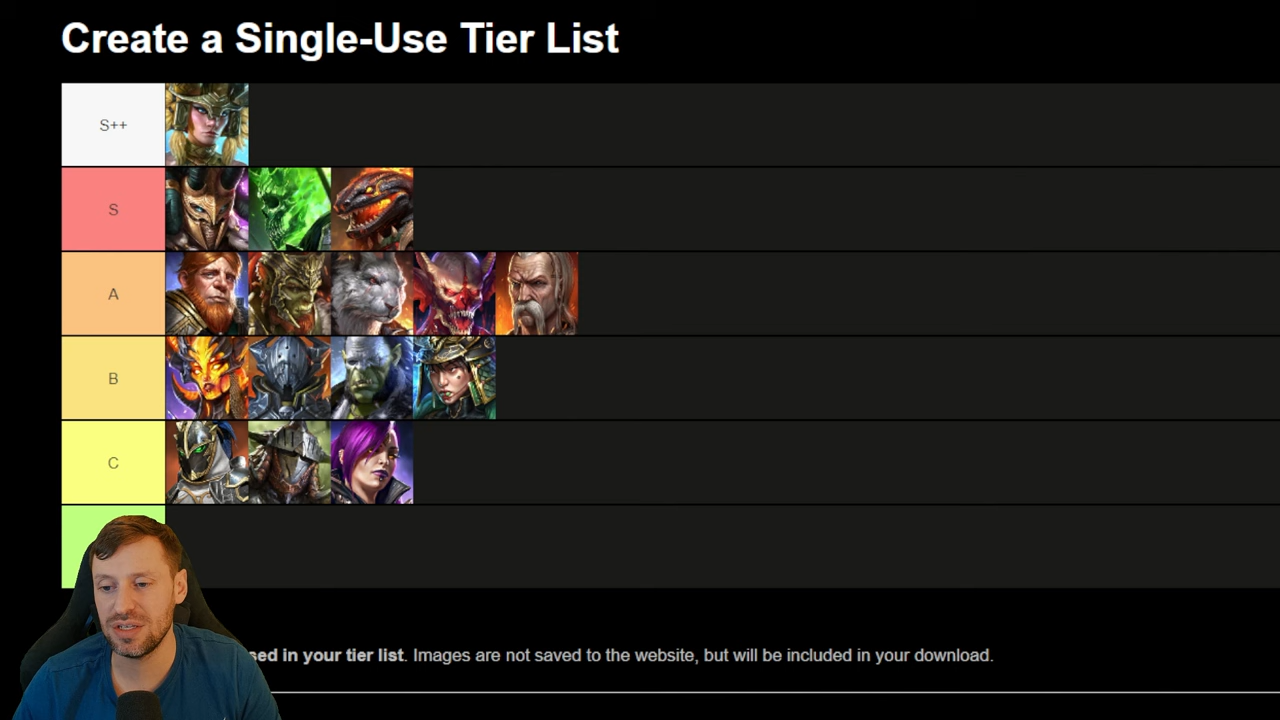 Create a Single-Use Tier List
S++
S
A
B
C
sed in your tier list. Images are not saved to the website, but will be included in your download.